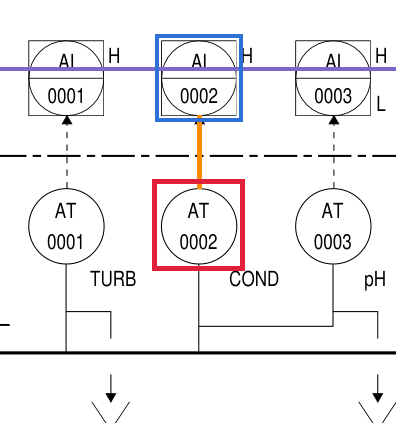 AI H AI H AI H
0001 0002 0003 L
AT AT AT
0001 0002 0003
TURB COND pH